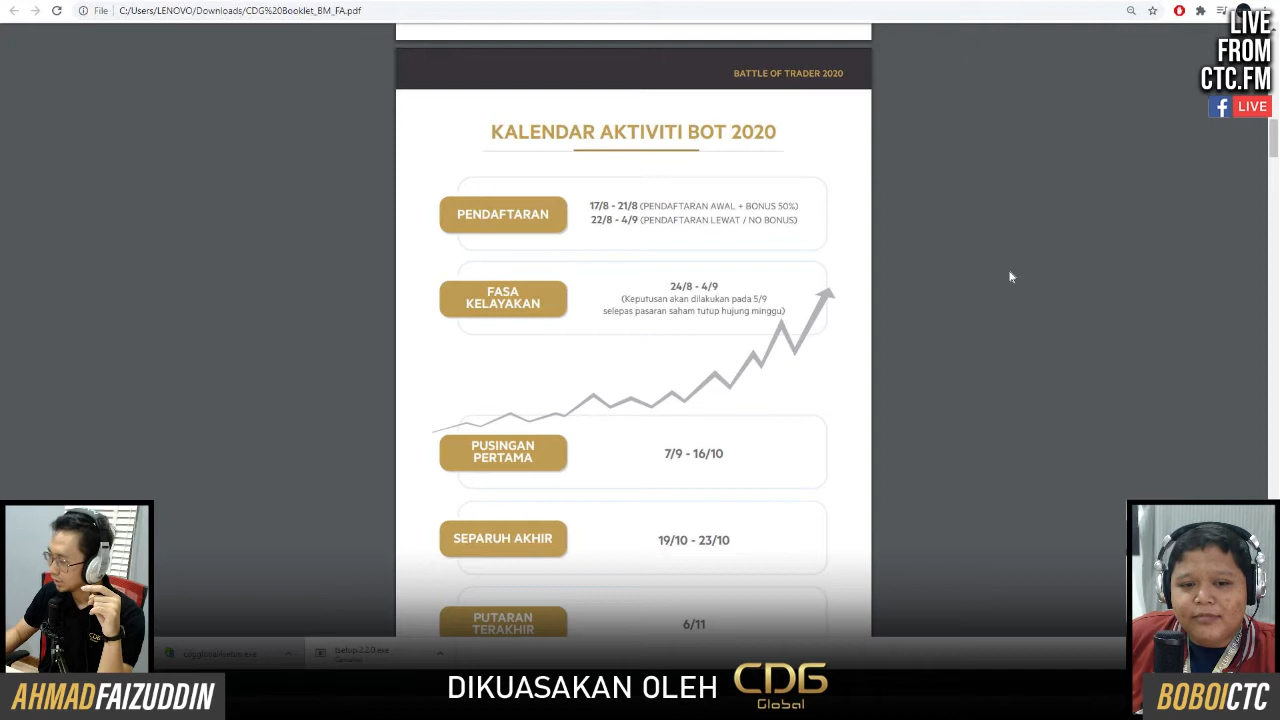 File
C:/Users/LENOVO/Downloads/CDG%20Booklet_BM_FA.pdf
LIVE
FROM
CTC.FM
f LIVE
BATTLE OF TRADER 2020
KALENDAR AKTIVITI BOT 2020
PENDAFTARAN
17/8 - 21/8 (PENDAFTARAN AWAL + BONUS 50%)
22/8 - 4/9 (PENDAFTARAN LEWAT / NO BONUS)
FASA
KELAYAKAN
24/8 - 4/9
(Keputusan akan dilakukan pada 5/9
selepas pasaran saham tutup hujung minggu)
PUSINGAN
PERTAMA
7/9 - 16/10
SEPARUH AKHIR
19/10 - 23/10
PUTARAN
TERAKHIR
6/11
CDG
DIKUASAKAN OLEH CDG
Global
AHMADFAIZUDDIN
BOBOICTC